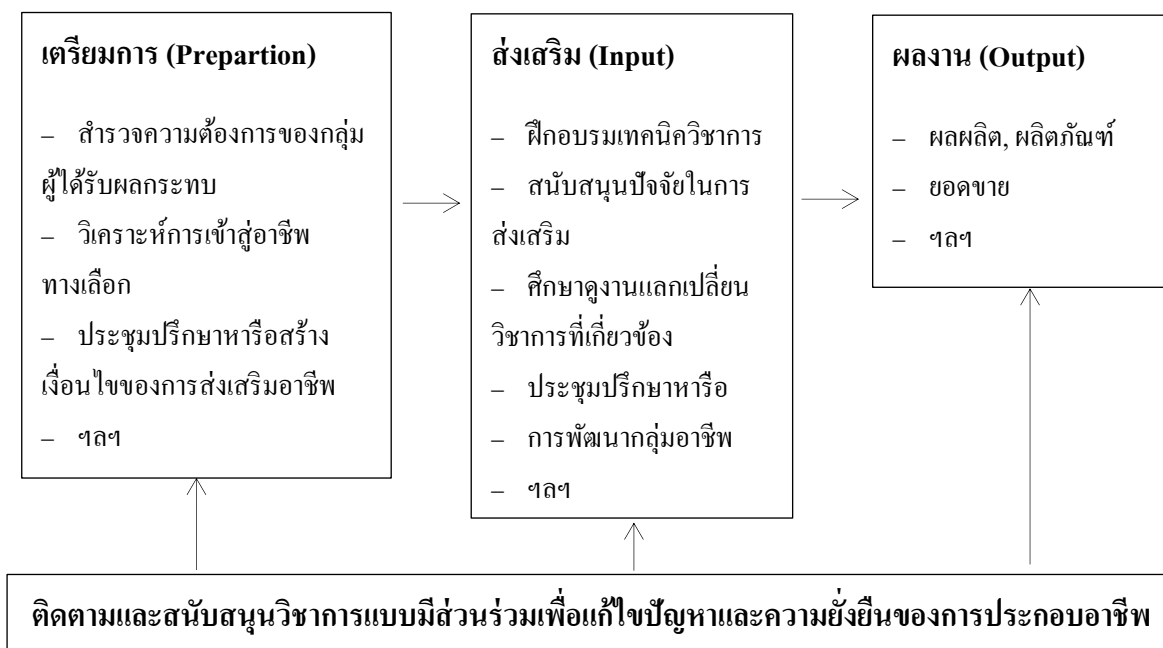 เตรียมการ (Prepartion)
– สำรวจความต้องการของกลุ่ม
ผู้ได้รับผลกระทบ
– วิเคราะห์การเข้าสู่อาชีพ
ทางเลือก
– ประชุมปรึกษาหารือสร้าง
เงื่อนไขของการส่งเสริมอาชีพ
– ฯลฯ
ส่งเสริม (Input)
– ฝึกอบรมเทคนิควิชาการ
– สนับสนุนปัจจัยในการ
ส่งเสริม
– ศึกษาดูงานแลกเปลี่ยน
วิชาการที่เกี่ยวข้อง
– ประชุมปรึกษาหารือ
– การพัฒนากลุ่มอาชีพ
– ฯลฯ
ผลงาน (Output)
– ผลผลิต, ผลิตภัณฑ์
– ยอดขาย
– ฯลฯ
ติดตามและสนับสนุนวิชาการแบบมีส่วนร่วมเพื่อแก้ไขปัญหาและความยั่งยืนของการประกอบอาชีพ